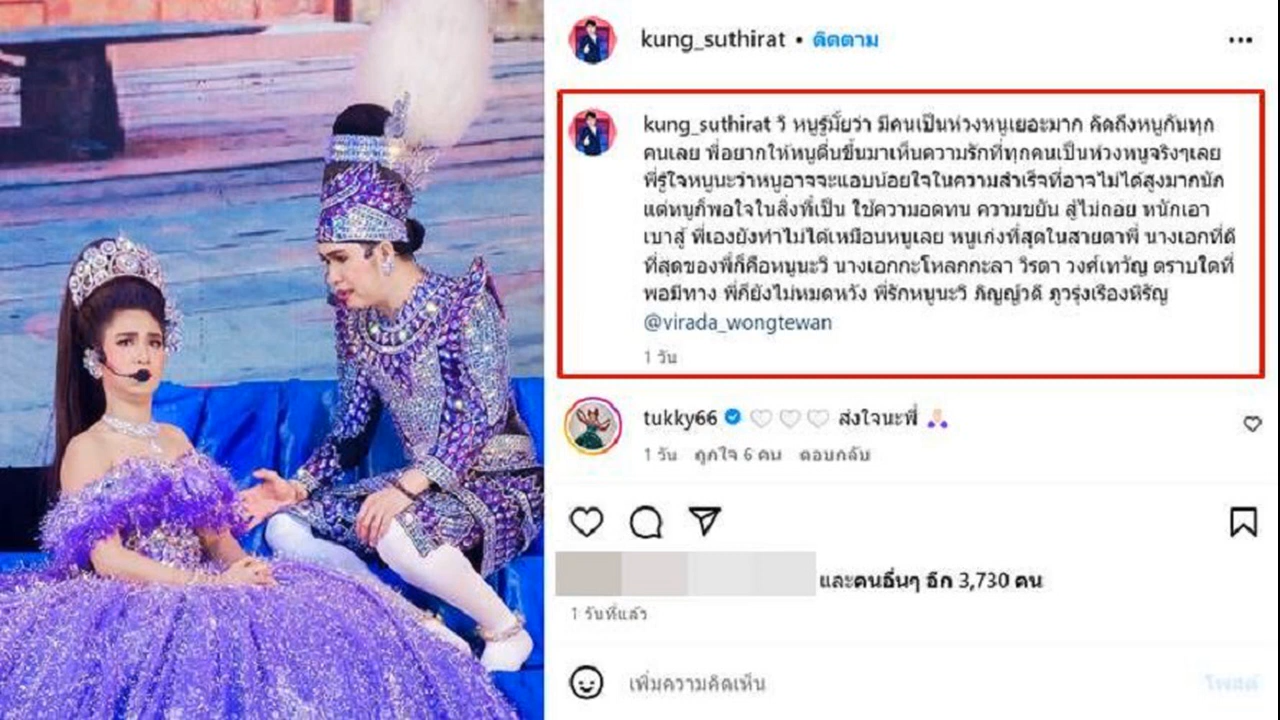 kung_suthirat • ติดตาม
kung_suthirat วิ หนูรู้มั้ยว่า มีคนเป็นห่วงหนูเยอะมาก คิดถึงหนูกันทุก
คนเลย พี่อยากให้หนูตื่นขึ้นมาเห็นความรักที่ทุกคนเป็นห่วงหนูจริงๆเลย
พี่รู้ใจหนูนะว่าหนูอาจจะแอบน้อยใจในความสำเร็จที่อาจไม่ได้สูงมากนัก
แต่หนูก็พอใจในสิ่งที่เป็น ใช้ความอดทน ความขยัน สู้ไม่ถอย หนักเอา
เบาสู้ พี่เองยังทำไม่ได้เหมือนหนูเลย หนูเก่งที่สุดในสายตาพี่ นางเอกที่ดี
ที่สุดของพี่ก็คือหนูนะวิ นางเอกกะโหลกกะลา วิรดา วงศ์เทวัญ ตราบใดที่
พอมีทาง พี่ก็ยังไม่หมดหวัง พี่รักหนูนะวิ ภิญญ์วดี ภูวรุ่งเรืองหิรัญ
@virada_wongtewan
1 วัน
tukky66 🤍🤍🤍 ส่งใจนะพี่ 🙏🏻
1 วัน ถูกใจ 6 คน ตอบกลับ
และคนอื่นๆ อีก 3,730 คน
1 วันที่แล้ว
เพิ่มความคิดเห็น โพสต์